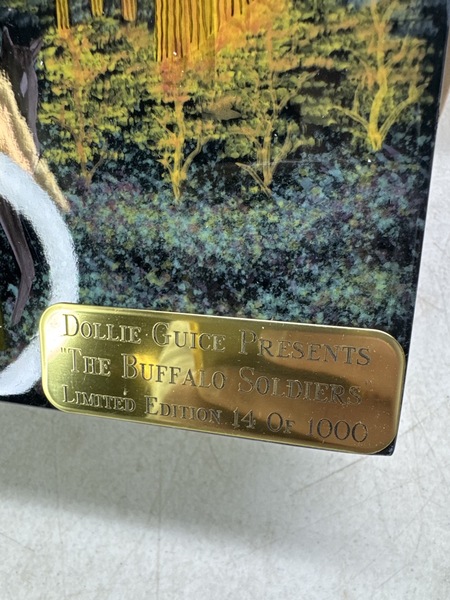 Dollie Guice Presents
"The Buffalo Soldiers
Limited Edition 14 Of 1000